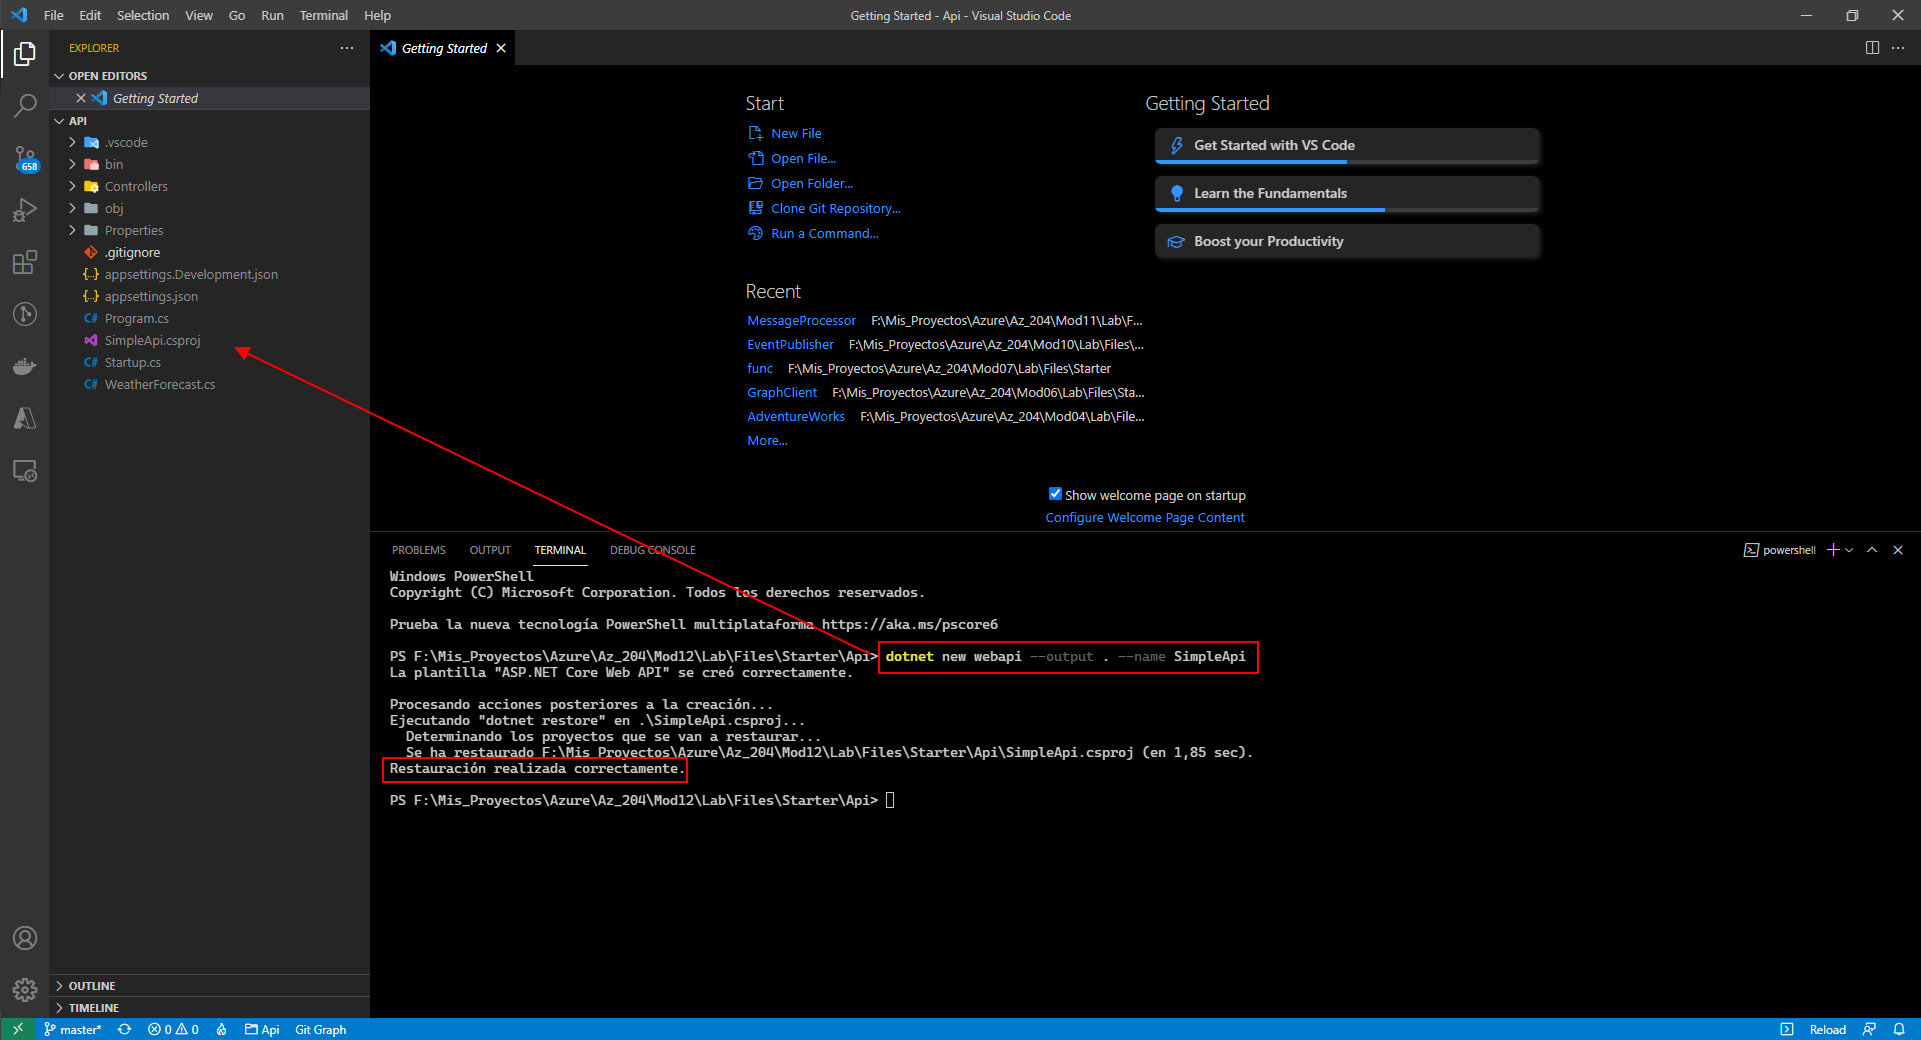 File Edit Selection View Go Run Terminal Help
Getting Started - Api - Visual Studio Code
EXPLORER
OPEN EDITORS
Getting Started
API
.vscode
bin
Controllers
obj
Properties
.gitignore
{..} appsettings.Development.json
{..} appsettings.json
C# Program.cs
SimpleApi.csproj
C# Startup.cs
C# WeatherForecast.cs
658
OUTLINE
TIMELINE
Getting Started
Start
New File
Open File...
Open Folder...
Clone Git Repository...
Run a Command...
Recent
MessageProcessor F:\Mis_Proyectos\Azure\Az_204\Mod11\Lab\F...
EventPublisher F:\Mis_Proyectos\Azure\Az_204\Mod10\Lab\Files\...
func F:\Mis_Proyectos\Azure\Az_204\Mod07\Lab\Files\Starter
GraphClient F:\Mis_Proyectos\Azure\Az_204\Mod06\Lab\Files\Sta...
AdventureWorks F:\Mis_Proyectos\Azure\Az_204\Mod04\Lab\File...
More...
Getting Started
Get Started with VS Code
Learn the Fundamentals
Boost your Productivity
Show welcome page on startup
Configure Welcome Page Content
PROBLEMS OUTPUT TERMINAL DEBUG CONSOLE
powershell
Windows PowerShell
Copyright (C) Microsoft Corporation. Todos los derechos reservados.
Prueba la nueva tecnología PowerShell multiplataforma https://aka.ms/pscore6
PS F:\Mis_Proyectos\Azure\Az_204\Mod12\Lab\Files\Starter\Api> dotnet new webapi --output . --name SimpleApi
La plantilla "ASP.NET Core Web API" se creó correctamente.
Procesando acciones posteriores a la creación...
Ejecutando "dotnet restore" en .\SimpleApi.csproj...
Determinando los proyectos que se van a restaurar...
Se ha restaurado F:\Mis_Proyectos\Azure\Az_204\Mod12\Lab\Files\Starter\Api\SimpleApi.csproj (en 1,85 sec).
Restauración realizada correctamente.
PS F:\Mis_Proyectos\Azure\Az_204\Mod12\Lab\Files\Starter\Api>
master* 0 0 Api Git Graph
Reload